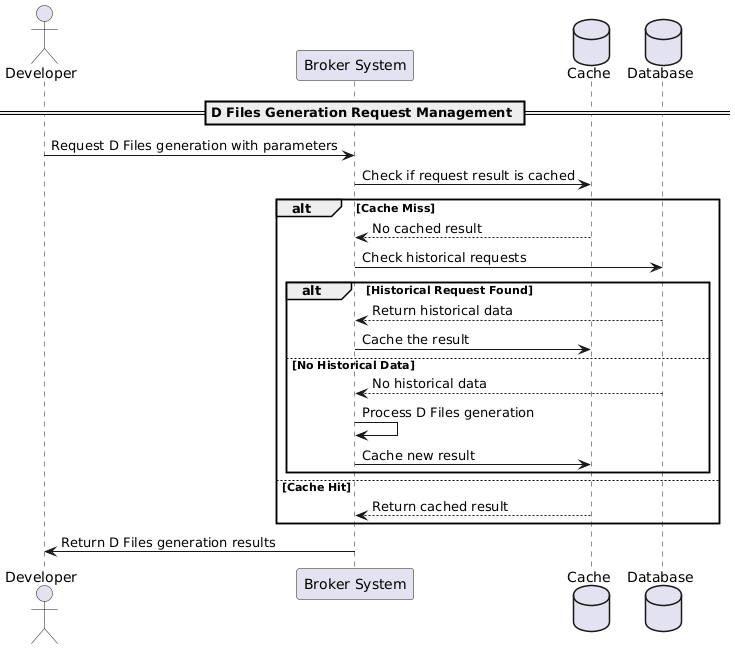 Developer
Broker System
Cache
Database
D Files Generation Request Management
Request D Files generation with parameters
Check if request result is cached
alt
[Cache Miss]
No cached result
Check historical requests
alt
[Historical Request Found]
Return historical data
Cache the result
[No Historical Data]
No historical data
Process D Files generation
Cache new result
[Cache Hit]
Return cached result
Return D Files generation results
Developer
Broker System
Cache
Database